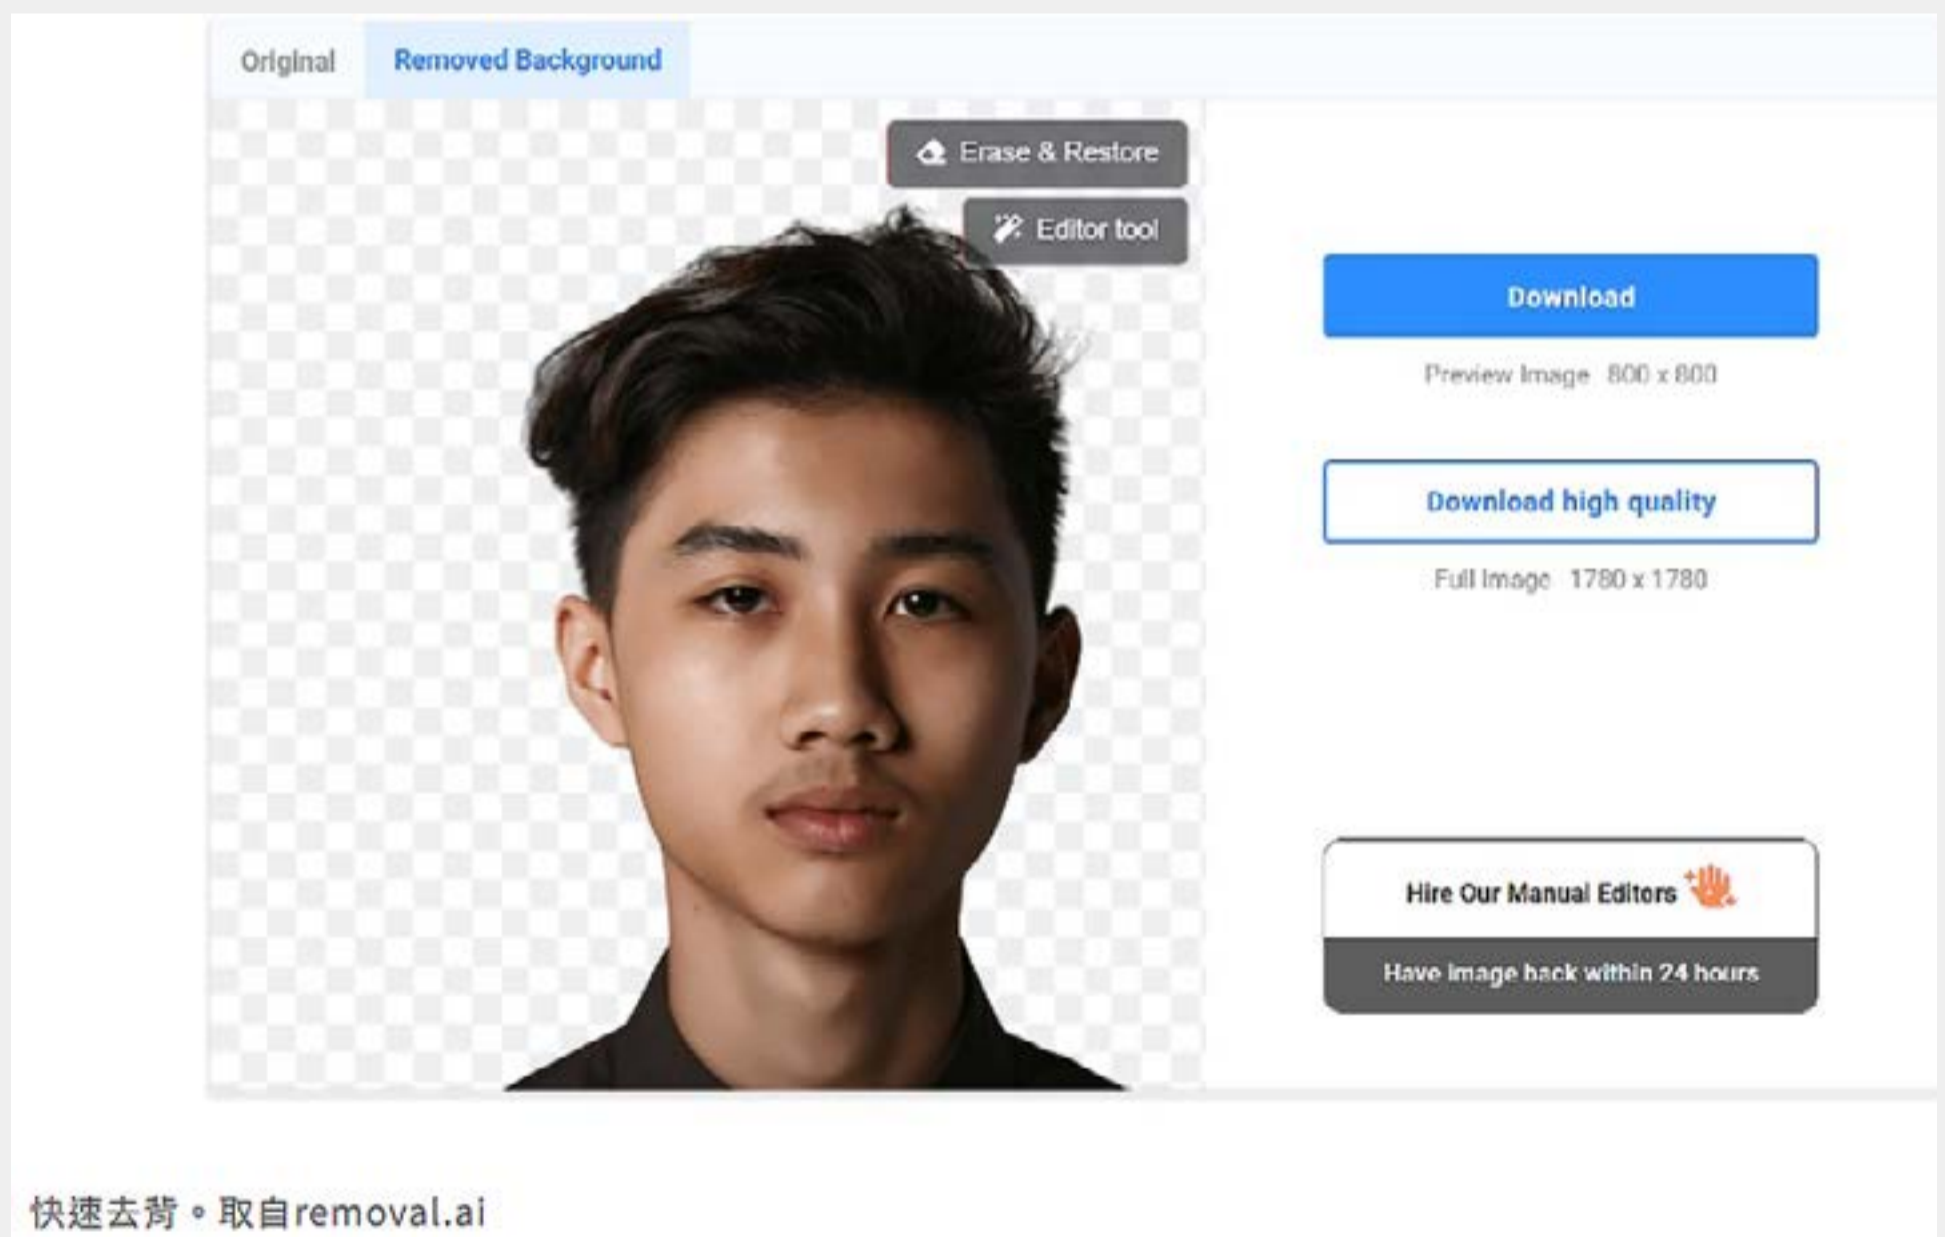 Original
Removed Background
Erase & Restore
Editor tool
Download
Preview Image 800 x 800
Download high quality
Full Image 1780 x 1780
Hire Our Manual Editors
Have image back within 24 hours
快速去背。取自removal.ai